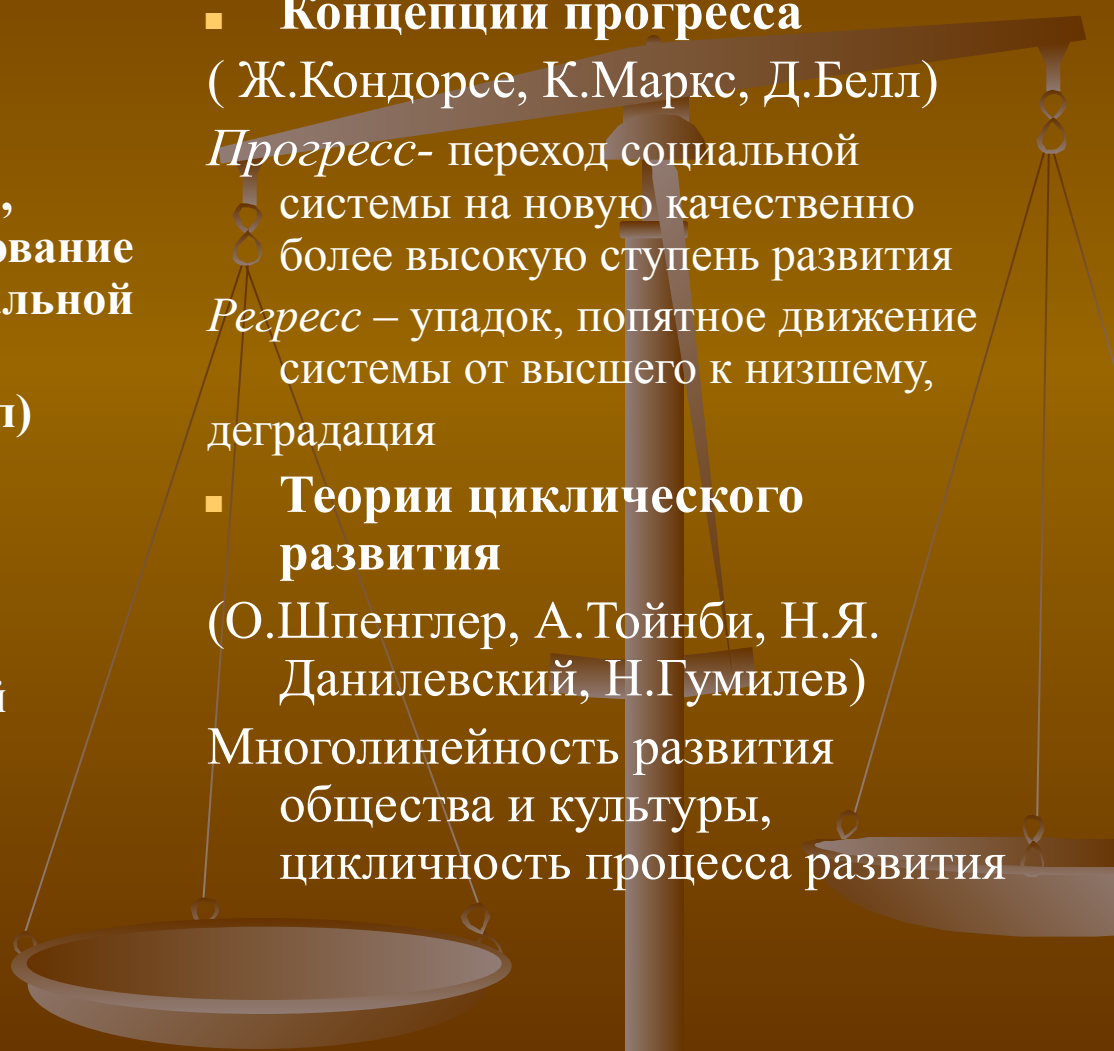 ,
ование
альной
л)
й
Концепции прогресса
( Ж.Кондорсе, К.Маркс, Д.Белл)
Прогресс- переход социальной
системы на новую качественно
более высокую ступень развития
Регресс – упадок, попятное движение
системы от высшего к низшему,
деградация
Теории циклического
развития
(О.Шпенглер, А.Тойнби, Н.Я.
Данилевский, Н.Гумилев)
Многолинейность развития
общества и культуры,
цикличность процесса развития